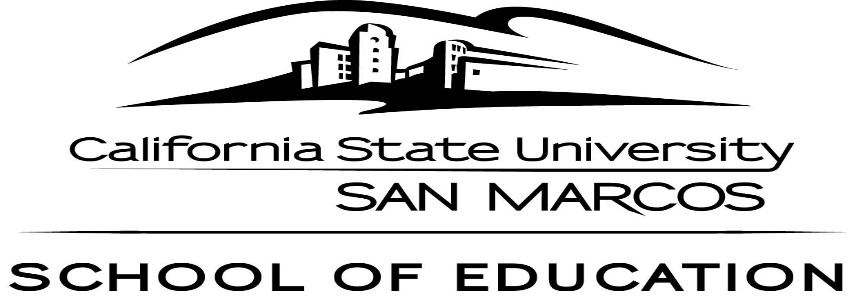 California State University
SAN MARCOS
SCHOOL OF EDUCATION